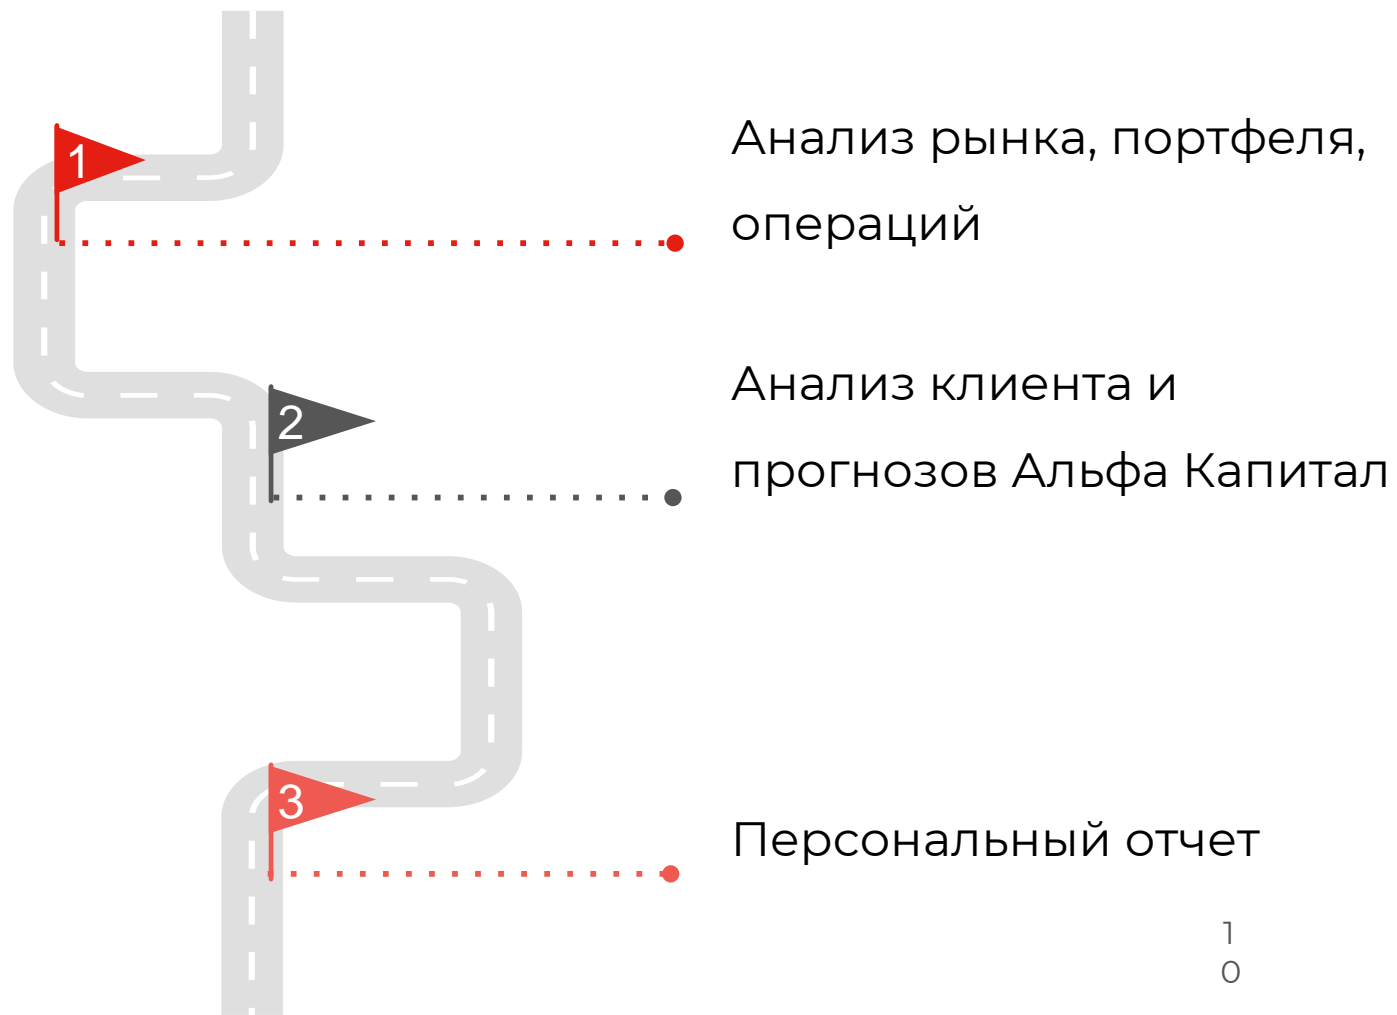 1
Анализ рынка, портфеля,
операций
2
Анализ клиента и
прогнозов Альфа Капитал
3
Персональный отчет
1
0